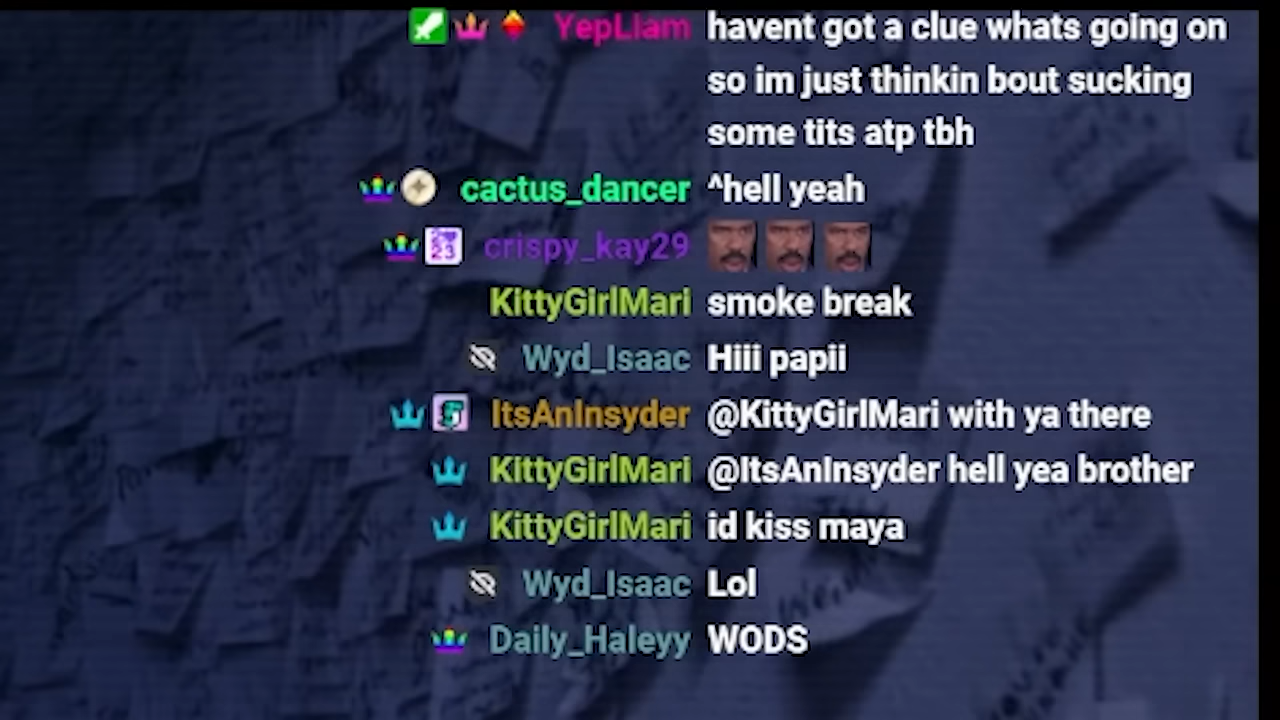 YepLiam havent got a clue whats going on
so im just thinkin bout sucking
some tits atp tbh
cactus_dancer ^hell yeah
23 crispy_kay29
KittyGirlMari smoke break
Wyd_Isaac Hiii papii
ItsAnInsyder @KittyGirlMari with ya there
KittyGirlMari @ItsAnInsyder hell yea brother
KittyGirlMari id kiss maya
Wyd_Isaac Lol
Daily_Haleyy WODS